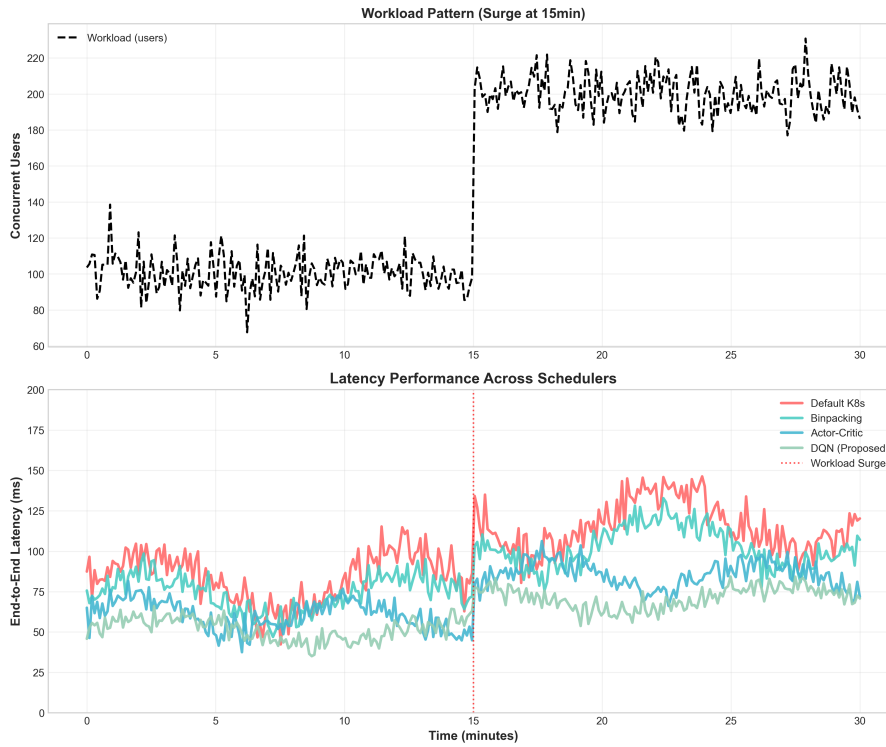 Workload Pattern (Surge at 15min)
Workload (users)
Concurrent Users
220
200
180
160
140
120
100
80
60
0
5
10
15
20
25
30
Latency Performance Across Schedulers
Default K8s
Binpacking
Actor-Critic
DQN (Proposed
Workload Surge
End-to-End Latency (ms)
200
175
150
125
100
75
50
25
0
0
5
10
15
20
25
30
Time (minutes)